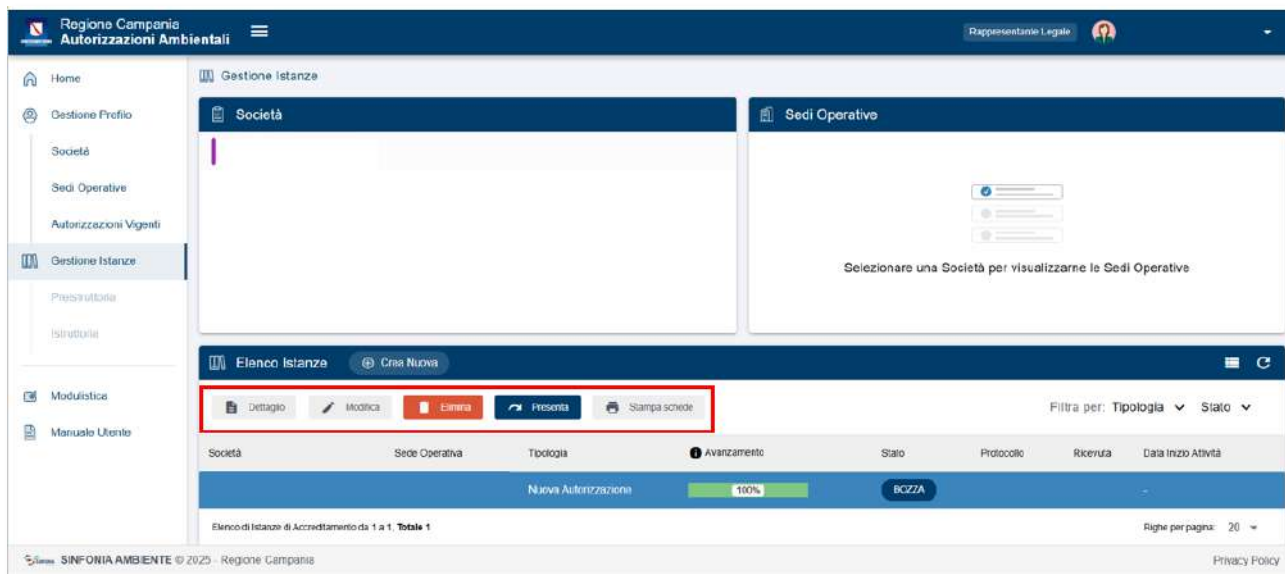 Regione Campania
Autorizzazioni Ambientali
Rappresentante Legale
Home
Gestione Profilo
Società
Sedi Operative
Autorizzazioni Vigenti
Gestione Istanze
Preistruttoria
Istruttoria
Modulistica
Manuale Utente
Gestione Istanze
Società
Sedi Operative
Selezionare una Società per visualizzarne le Sedi Operative
Elenco Istanze
Crea Nuova
Dettaglio Modifica Elimina Presenta Stampa schede
Filtra per: Tipologia Stato
Società Sede Operativa Tipologia Avanzamento Stato Protocollo Ricevuta Data Inizio Attività
Nuova Autorizzazione 100% BOZZA -
Elenco di Istanze di Accreditamento da 1 a 1. Totale 1
Righe per pagina: 20
SINFONIA AMBIENTE © 2025 - Regione Campania
Privacy Policy